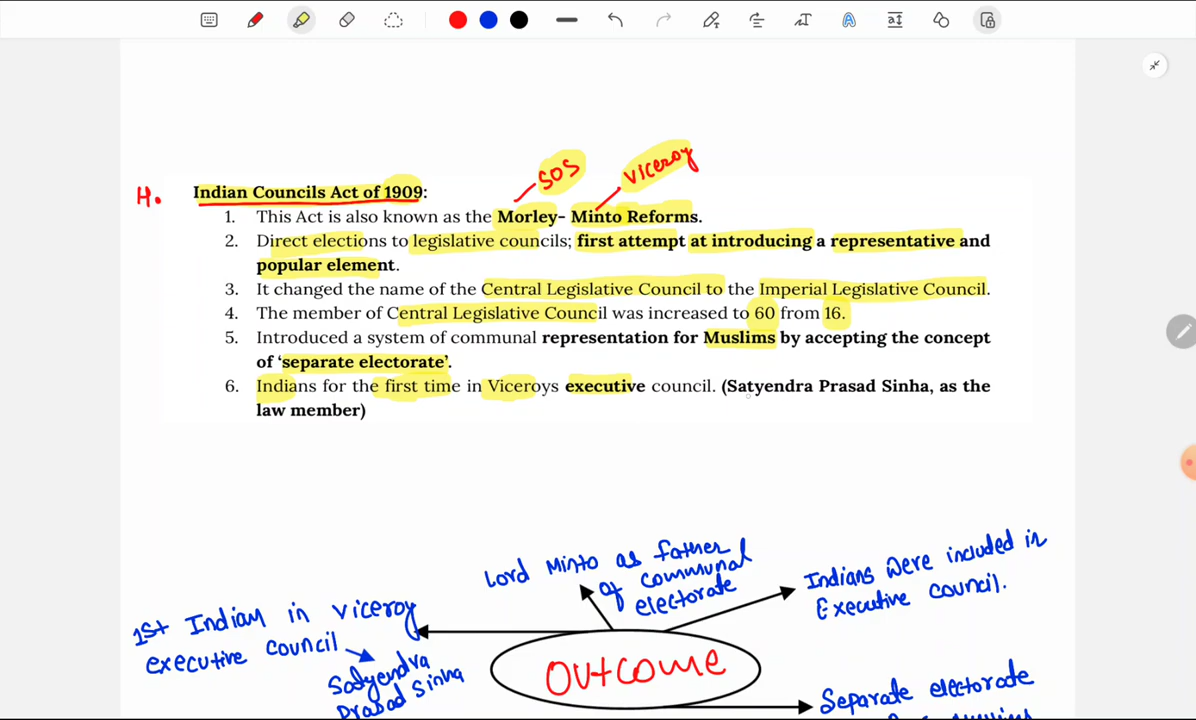 SOS
Viceroy
H. Indian Councils Act of 1909:
1. This Act is also known as the Morley- Minto Reforms.
2. Direct elections to legislative councils; first attempt at introducing a representative and
popular element.
3. It changed the name of the Central Legislative Council to the Imperial Legislative Council.
4. The member of Central Legislative Council was increased to 60 from 16.
5. Introduced a system of communal representation for Muslims by accepting the concept
of ‘separate electorate’.
6. Indians for the first time in Viceroys executive council. (Satyendra Prasad Sinha, as the
law member)
Lord Minto as father
of communal
electorate
Indians were included in
Executive council.
1st Indian in viceroy
executive council
Satyendra
Prasad Sinha
OUTCOME
Separate electorate